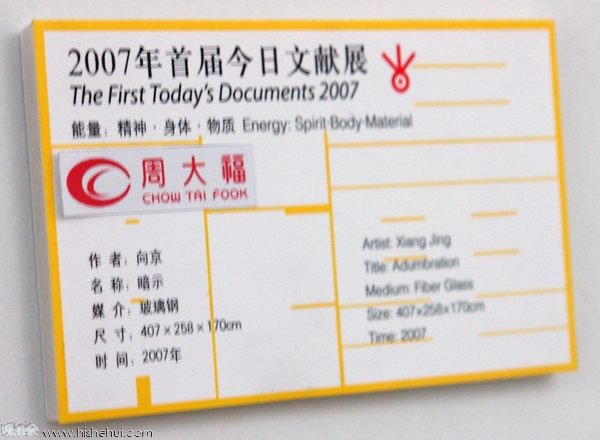 2007年首届今日文献展
The First Today's Documents 2007
能量：精神·身体·物质 Energy: Spirit·Body·Material
周大福
CHOW TAI FOOK
作 者：向京
名 称：暗示
媒 介：玻璃钢
尺 寸：407×258×170cm
时 间：2007年
Artist: Xiang Jing
Title: Adumbration
Medium: Fiber Glass
Size: 407×258×170cm
Time: 2007
www.hishehui.com